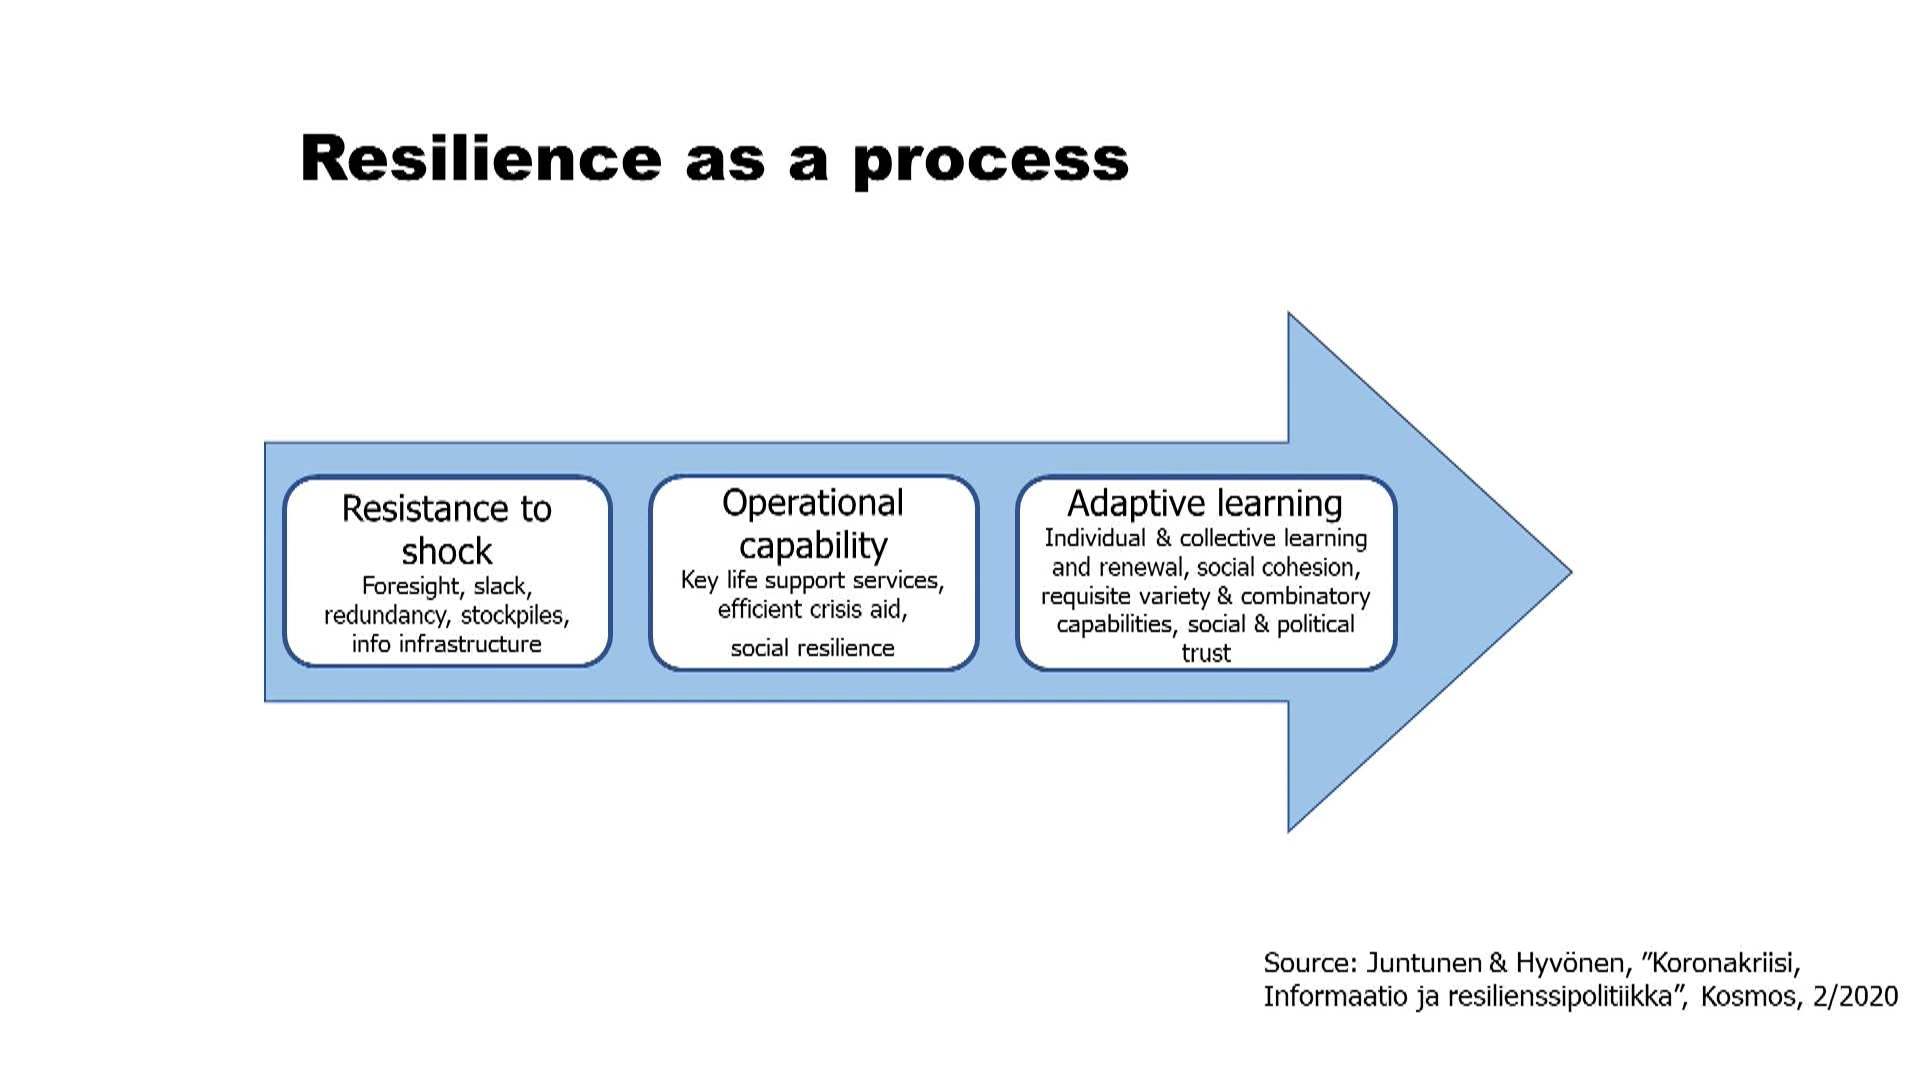 Resilience as a process
Resistance to
shock
Foresight, slack,
redundancy, stockpiles,
info infrastructure
Operational
capability
Key life support services,
efficient crisis aid,
social resilience
Adaptive learning
Individual & collective learning
and renewal, social cohesion,
requisite variety & combinatory
capabilities, social & political
trust
Source: Juntunen & Hyvönen, ”Koronakriisi,
Informaatio ja resilienssipolitiikka”, Kosmos, 2/2020